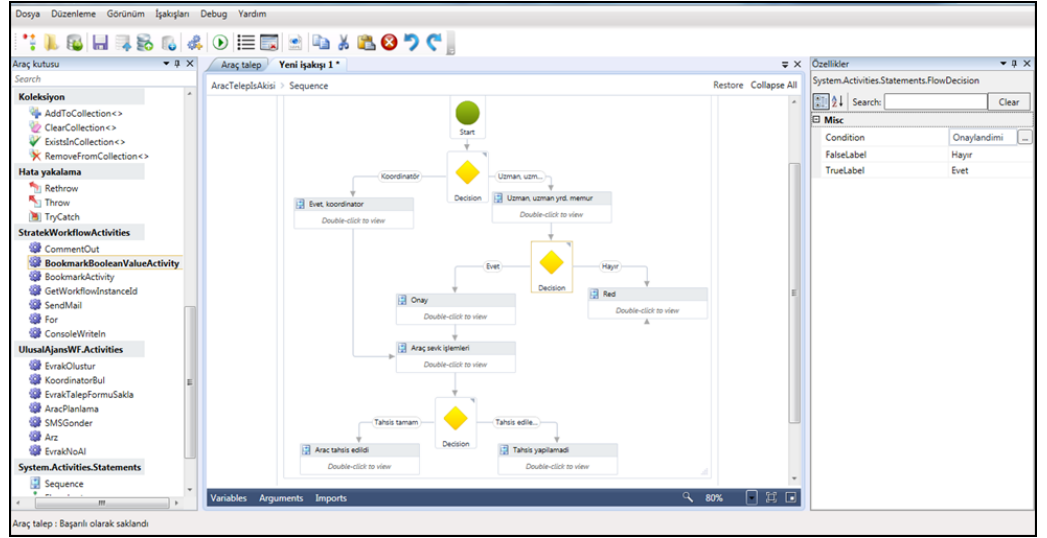 Dosya Düzenleme Görünüm İşakışları Debug Yardım
Araç kutusu
Search
Koleksiyon
AddToCollection<>
ClearCollection<>
ExistsInCollection<>
RemoveFromCollection<>
Hata yakalama
Rethrow
Throw
TryCatch
StratekWorkflowActivities
CommentOut
BookmarkBooleanValueActivity
BookmarkActivity
GetWorkflowInstanceId
SendMail
For
ConsoleWriteln
UlusalAjansWF.Activities
EvrakOlustur
KoordinatorBul
EvrakTalepFormuSakla
AracPlanlama
SMSGonder
Arz
EvrakNoAl
System.Activities.Statements
Sequence
Araç talep Yeni işakışı 1 *
AracTelepIsAkisi > Sequence Restore Collapse All
Start
Koordinatör
Decision
Uzman, uzm...
Evet, koordinator
Double-click to view
Uzman, uzman yrd. memur
Double-click to view
Evet
Decision
Hayır
Onay
Double-click to view
Red
Double-click to view
Araç sevk işlemleri
Double-click to view
Tahsis tamam
Decision
Tahsis edile...
Arac tahsis edildi
Double-click to view
Tahsis yapilamadi
Double-click to view
Variables Arguments Imports 80%
Özellikler
System.Activities.Statements.FlowDecision
Search: Clear
Misc
Condition Onaylandimi ...
FalseLabel Hayır
TrueLabel Evet
Araç talep : Başarılı olarak saklandı